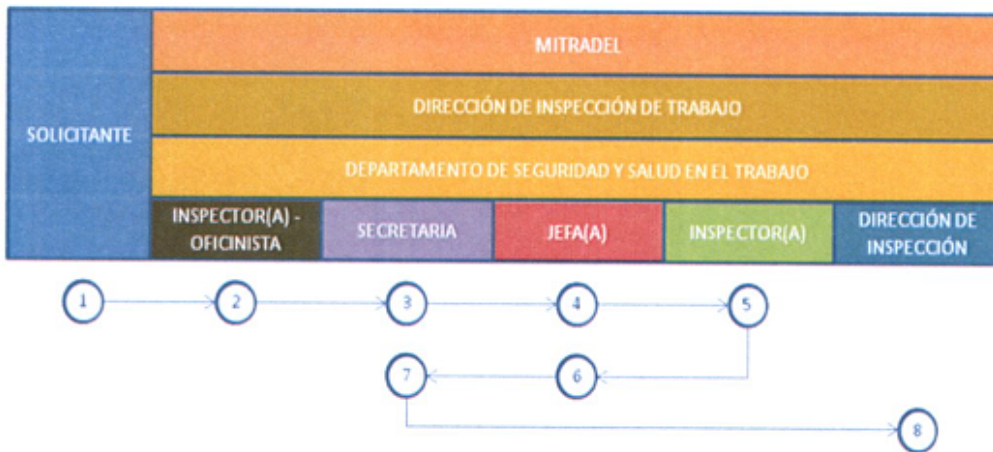 MITRADEL
DIRECCIÓN DE INSPECCIÓN DE TRABAJO
SOLICITANTE
DEPARTAMENTO DE SEGURIDAD Y SALUD EN EL TRABAJO
INSPECTOR(A) -
OFICINISTA
SECRETARIA
JEFA(A)
INSPECTOR(A)
DIRECCIÓN DE
INSPECCIÓN
1
2
3
4
5
7
6
8